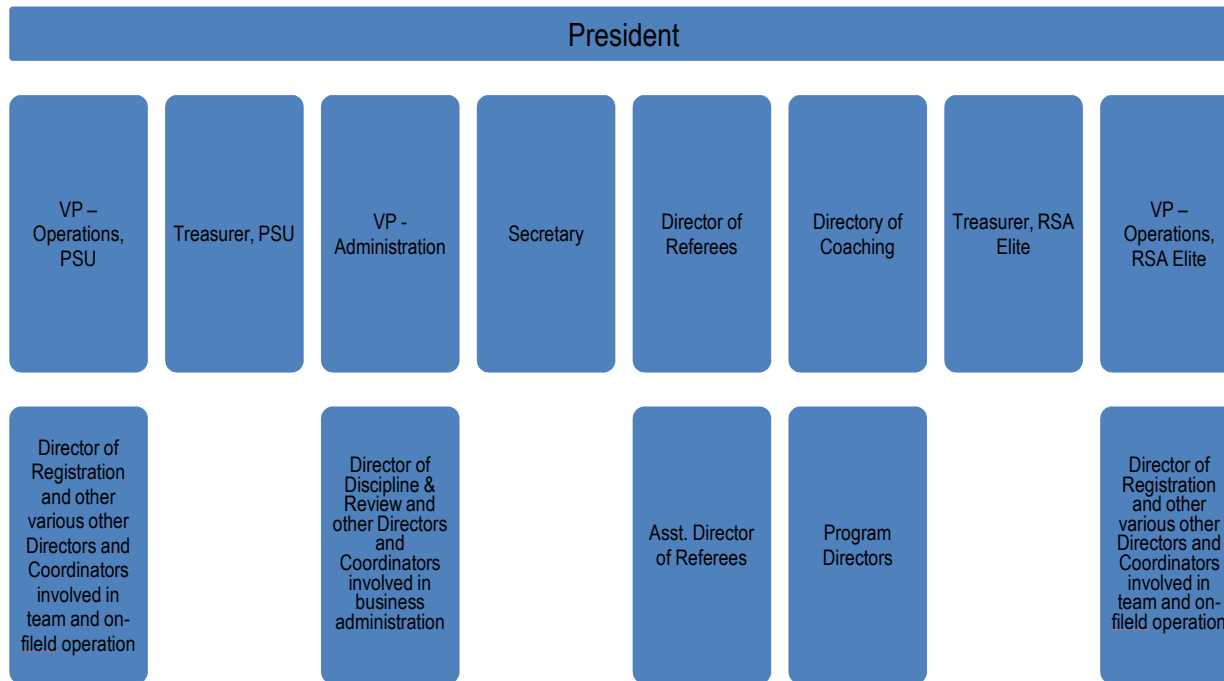 President
VP –
Operations,
PSU
Treasurer, PSU
VP -
Administration
Secretary
Director of
Referees
Directory of
Coaching
Treasurer, RSA
Elite
VP –
Operations,
RSA Elite
Director of
Registration
and other
various other
Directors and
Coordinators
involved in
team and on-
fileld operation
Director of
Discipline &
Review and
other Directors
and
Coordinators
involved in
business
administration
Asst. Director
of Referees
Program
Directors
Director of
Registration
and other
various other
Directors and
Coordinators
involved in
team and on-
fileld operation